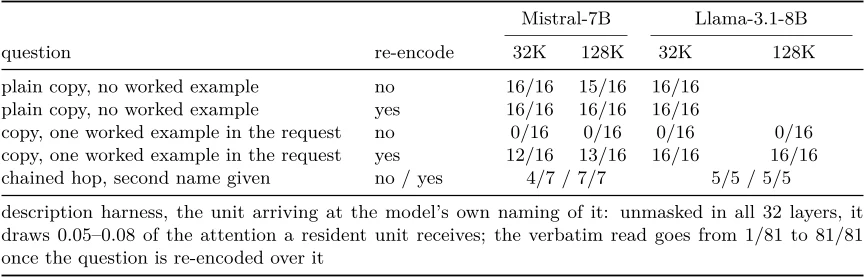 Mistral-7B Llama-3.1-8B
question re-encode 32K 128K 32K 128K
plain copy, no worked example no 16/16 15/16 16/16
plain copy, no worked example yes 16/16 16/16 16/16
copy, one worked example in the request no 0/16 0/16 0/16 0/16
copy, one worked example in the request yes 12/16 13/16 16/16 16/16
chained hop, second name given no / yes 4/7 / 7/7 5/5 / 5/5
description harness, the unit arriving at the model's own naming of it: unmasked in all 32 layers, it
draws 0.05–0.08 of the attention a resident unit receives; the verbatim read goes from 1/81 to 81/81
once the question is re-encoded over it